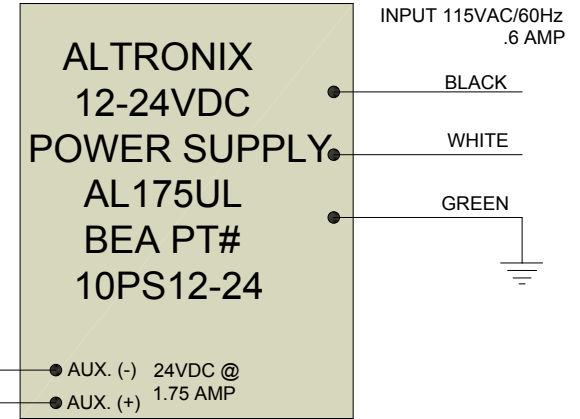 INPUT 115VAC/60Hz
.6 AMP
ALTRONIX
12-24VDC
POWER SUPPLY
AL175UL
BEA PT#
10PS12-24
BLACK
WHITE
GREEN
AUX. (-) 24VDC @
AUX. (+) 1.75 AMP